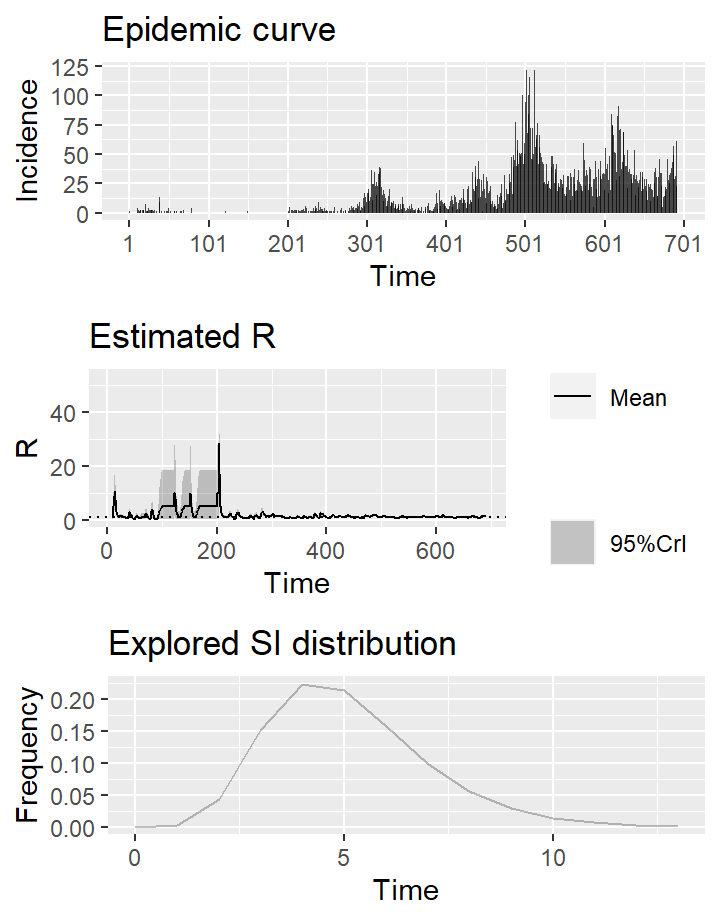 Epidemic curve
Incidence
125
100
75
50
25
0
1 101 201 301 401 501 601 701
Time
Estimated R
R
40
20
0
0 200 400 600
Time
Mean
95%CrI
Explored SI distribution
Frequency
0.20
0.15
0.10
0.05
0.00
0 5 10
Time